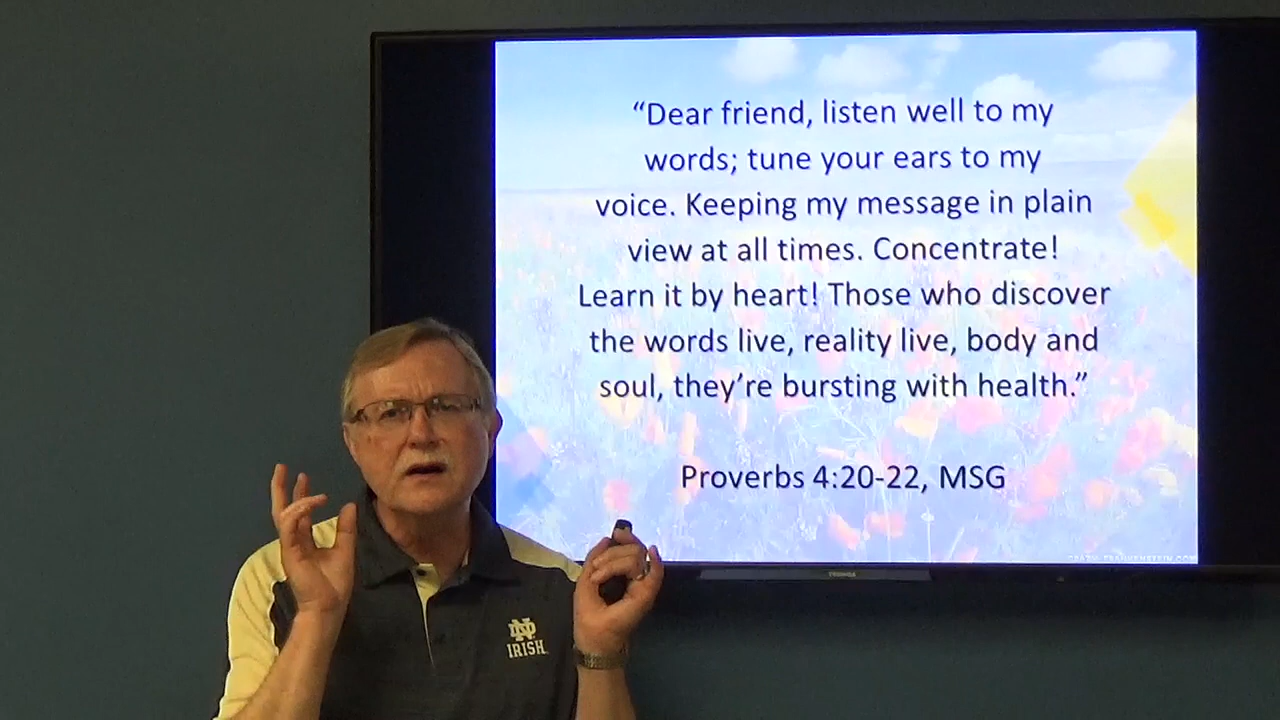 “Dear friend, listen well to my
words; tune your ears to my
voice. Keeping my message in plain
view at all times. Concentrate!
Learn it by heart! Those who discover
the words live, reality live, body and
soul, they’re bursting with health.”
Proverbs 4:20-22, MSG
TOSHIBA
ND
IRISH